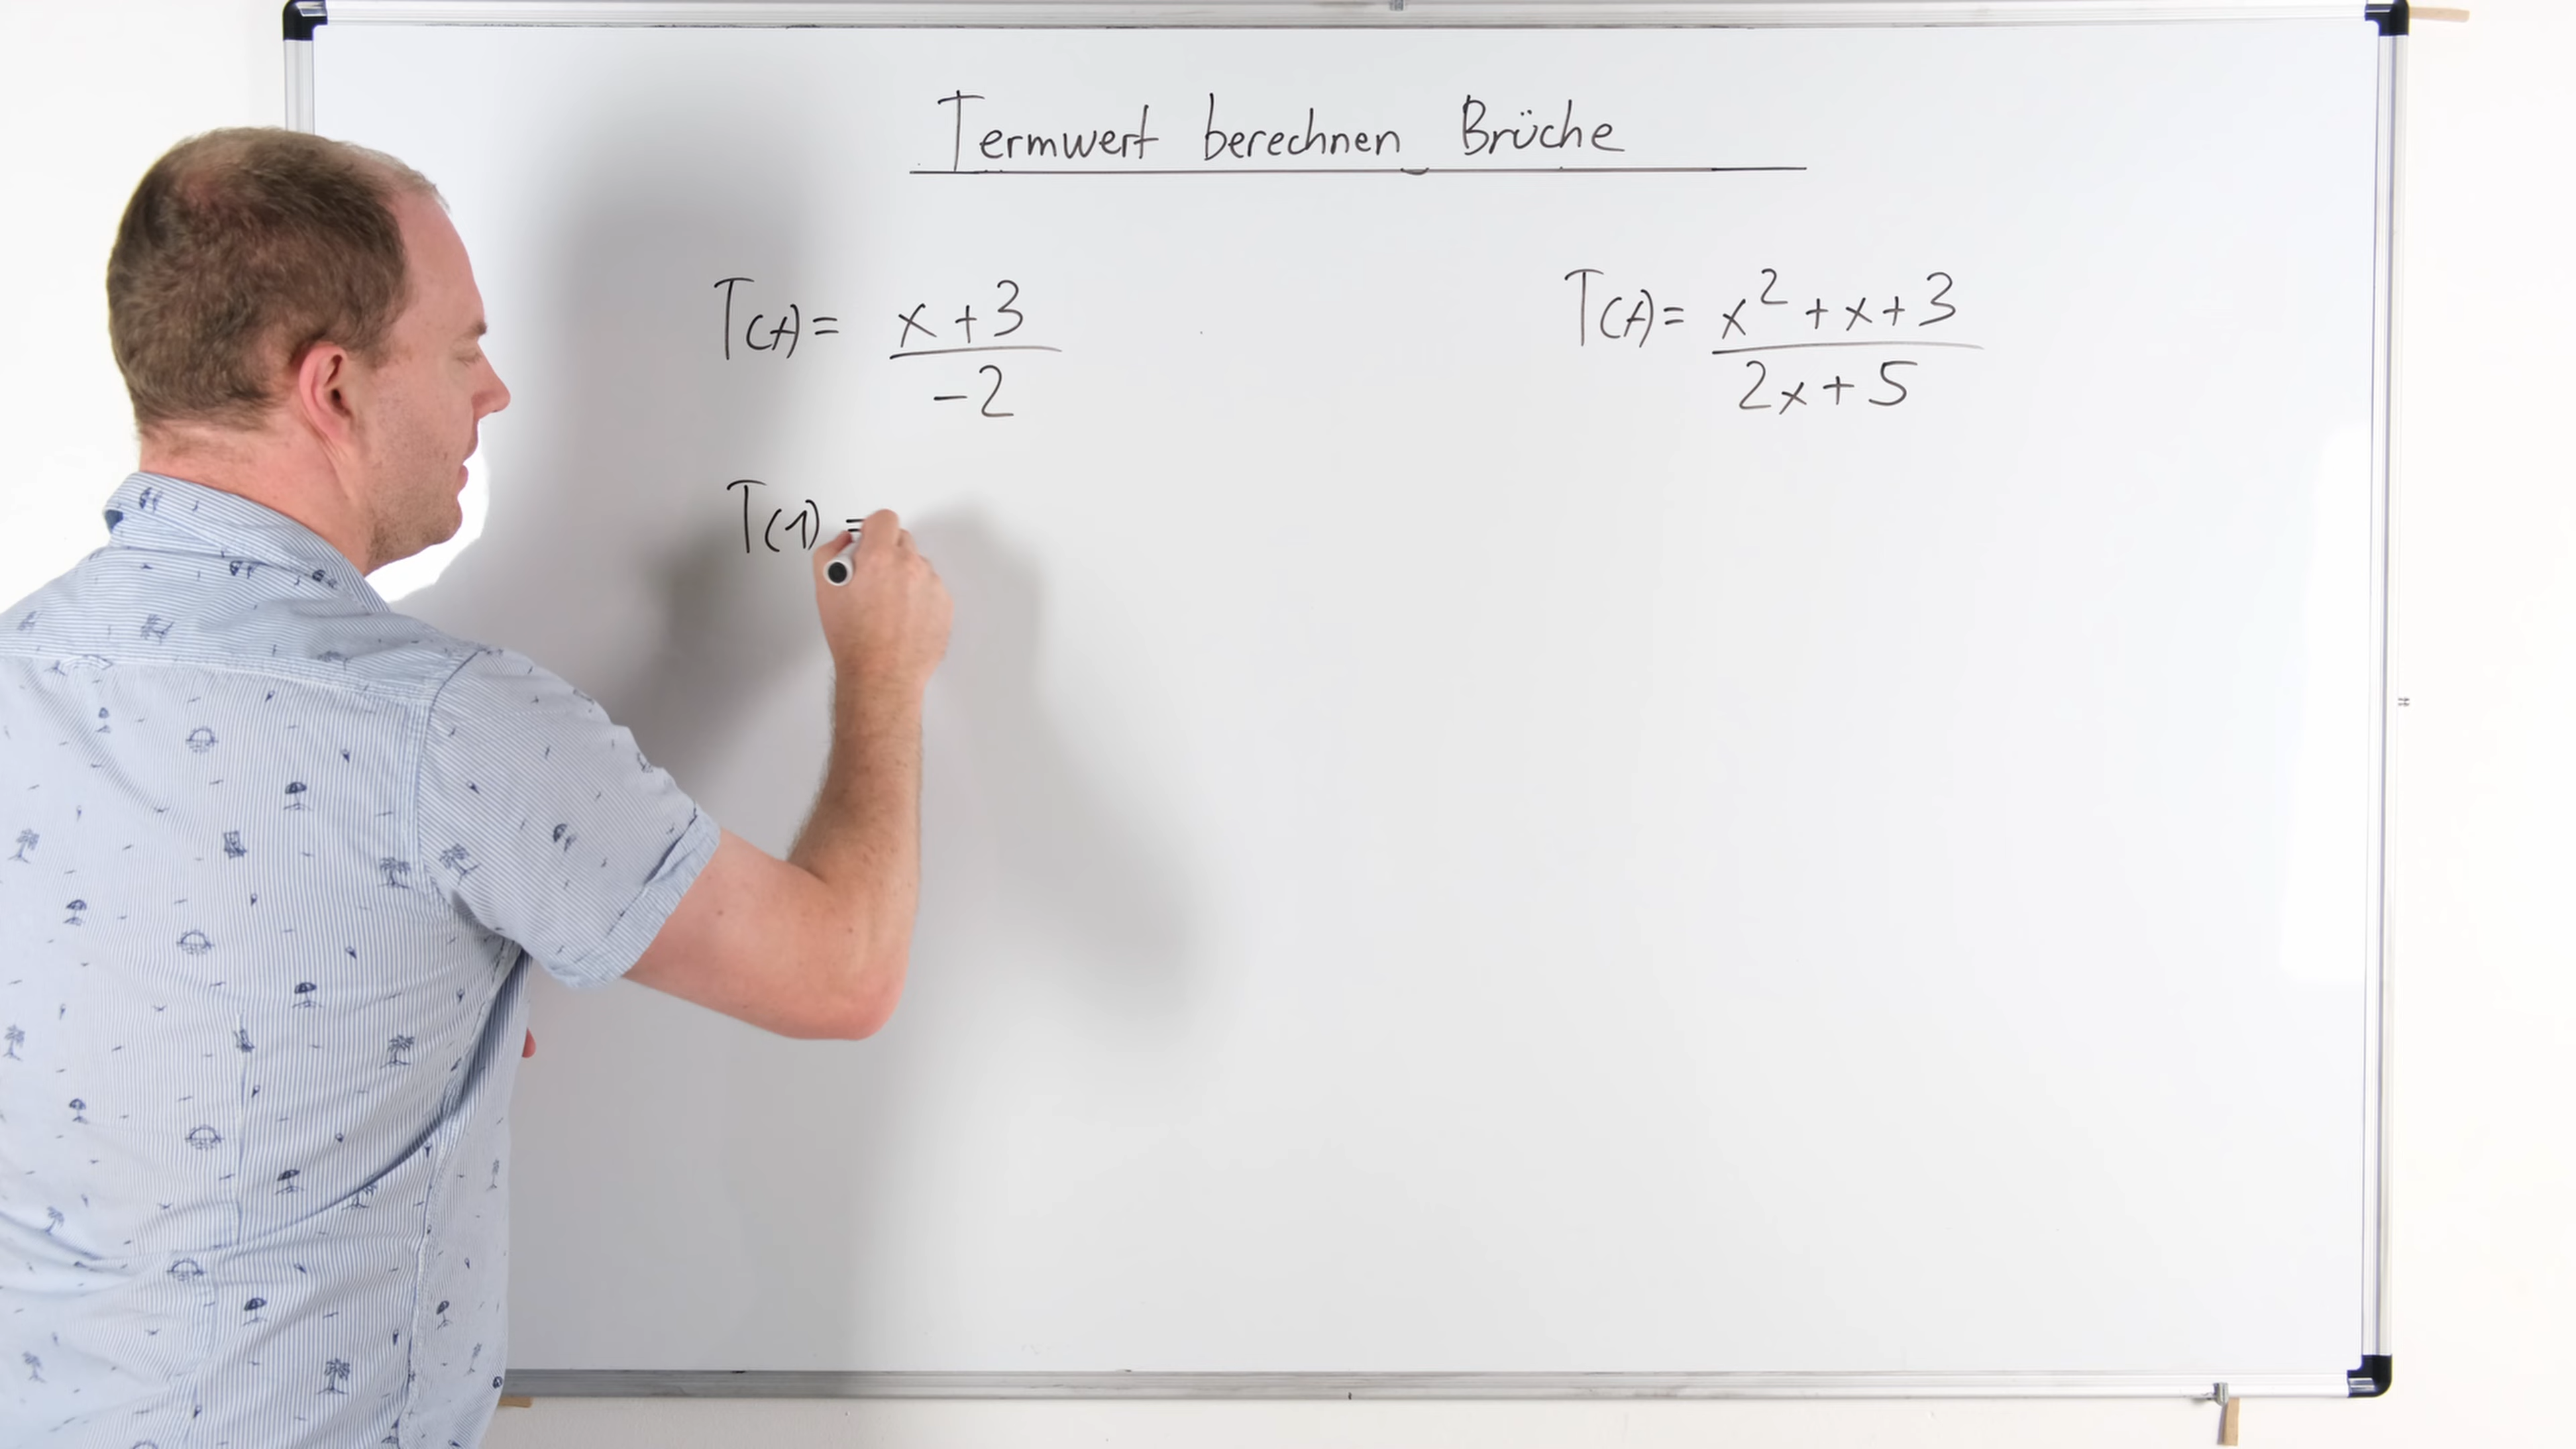 Termwert berechnen Brüche
T(x) = x + 3
-2
T(x) = x² + x + 3
2x + 5
T(1) =